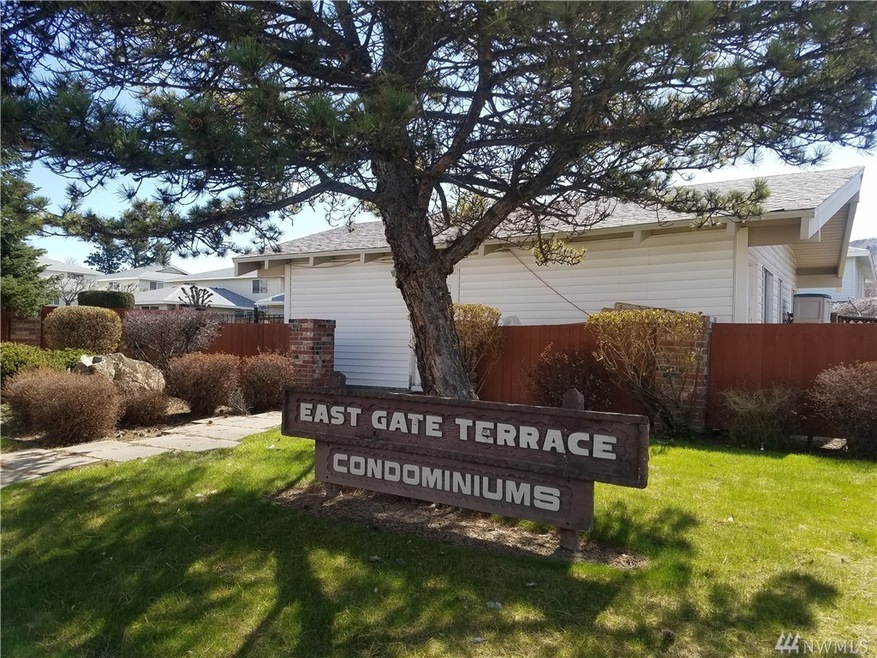 EAST GATE TERRACE
CONDOMINIUMS
NWMLS